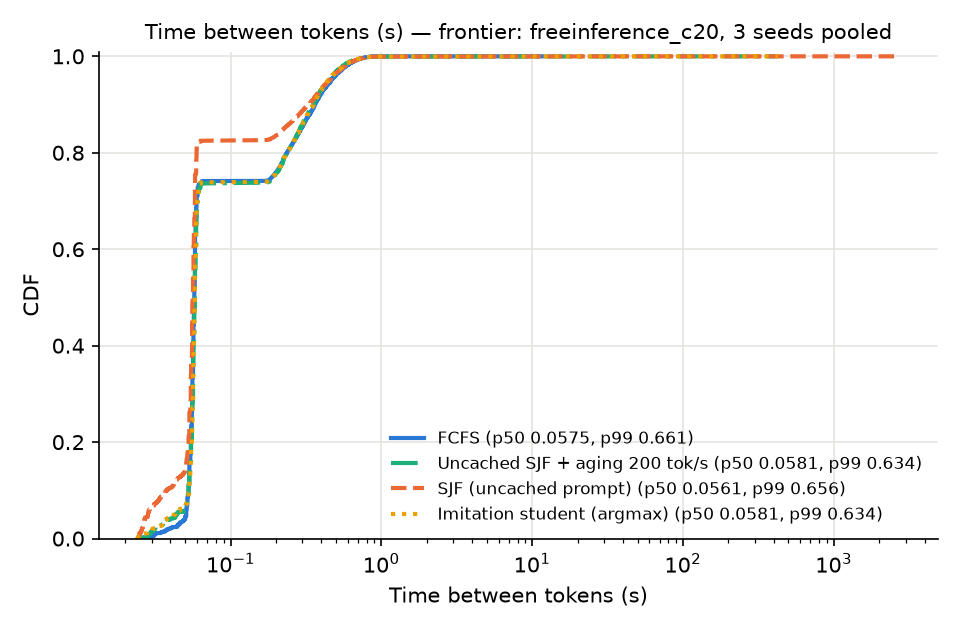 Time between tokens (s) — frontier: freeinference_c20, 3 seeds pooled
1.0
0.8
0.6
0.4
0.2
0.0
CDF
FCFS (p50 0.0575, p99 0.661)
Uncached SJF + aging 200 tok/s (p50 0.0581, p99 0.634)
SJF (uncached prompt) (p50 0.0561, p99 0.656)
Imitation student (argmax) (p50 0.0581, p99 0.634)
10⁻¹ 10⁰ 10¹ 10² 10³
Time between tokens (s)